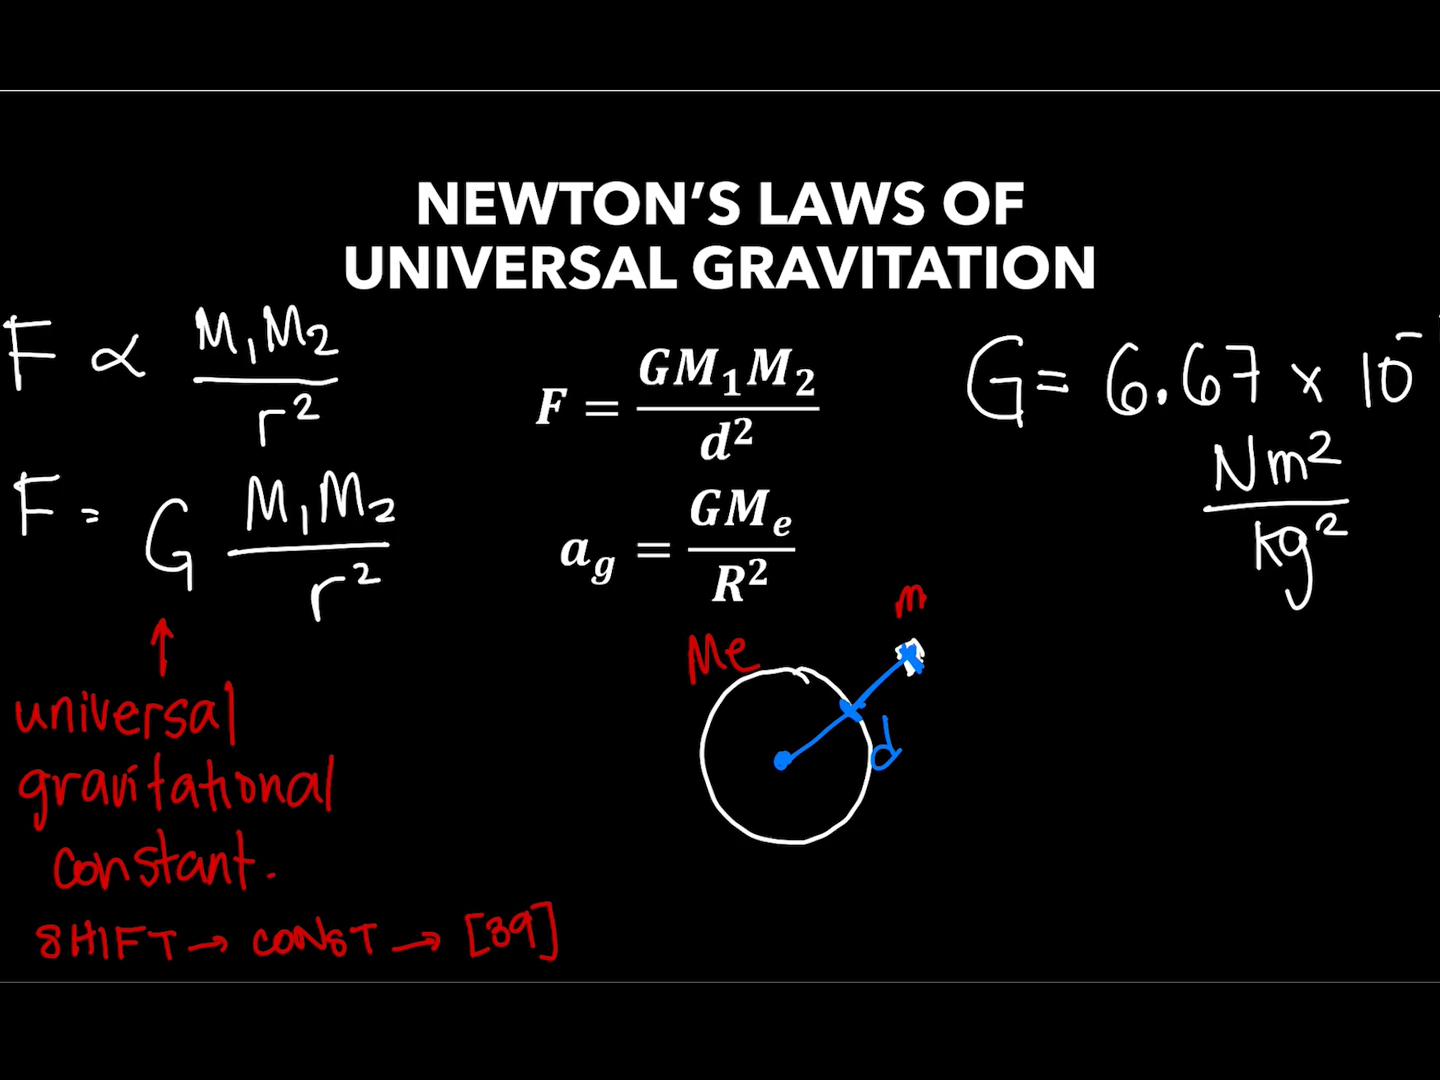 NEWTON'S LAWS OF
UNIVERSAL GRAVITATION
F ∝ M₁M₂
r²
F = G M₁M₂
r²
universal
gravitational
constant.
SHIFT → CONST → [39]
F = GM₁M₂
d²
a_g = GM_e
R²
Me
m
d
G = 6.67 × 10⁻
Nm²
kg²